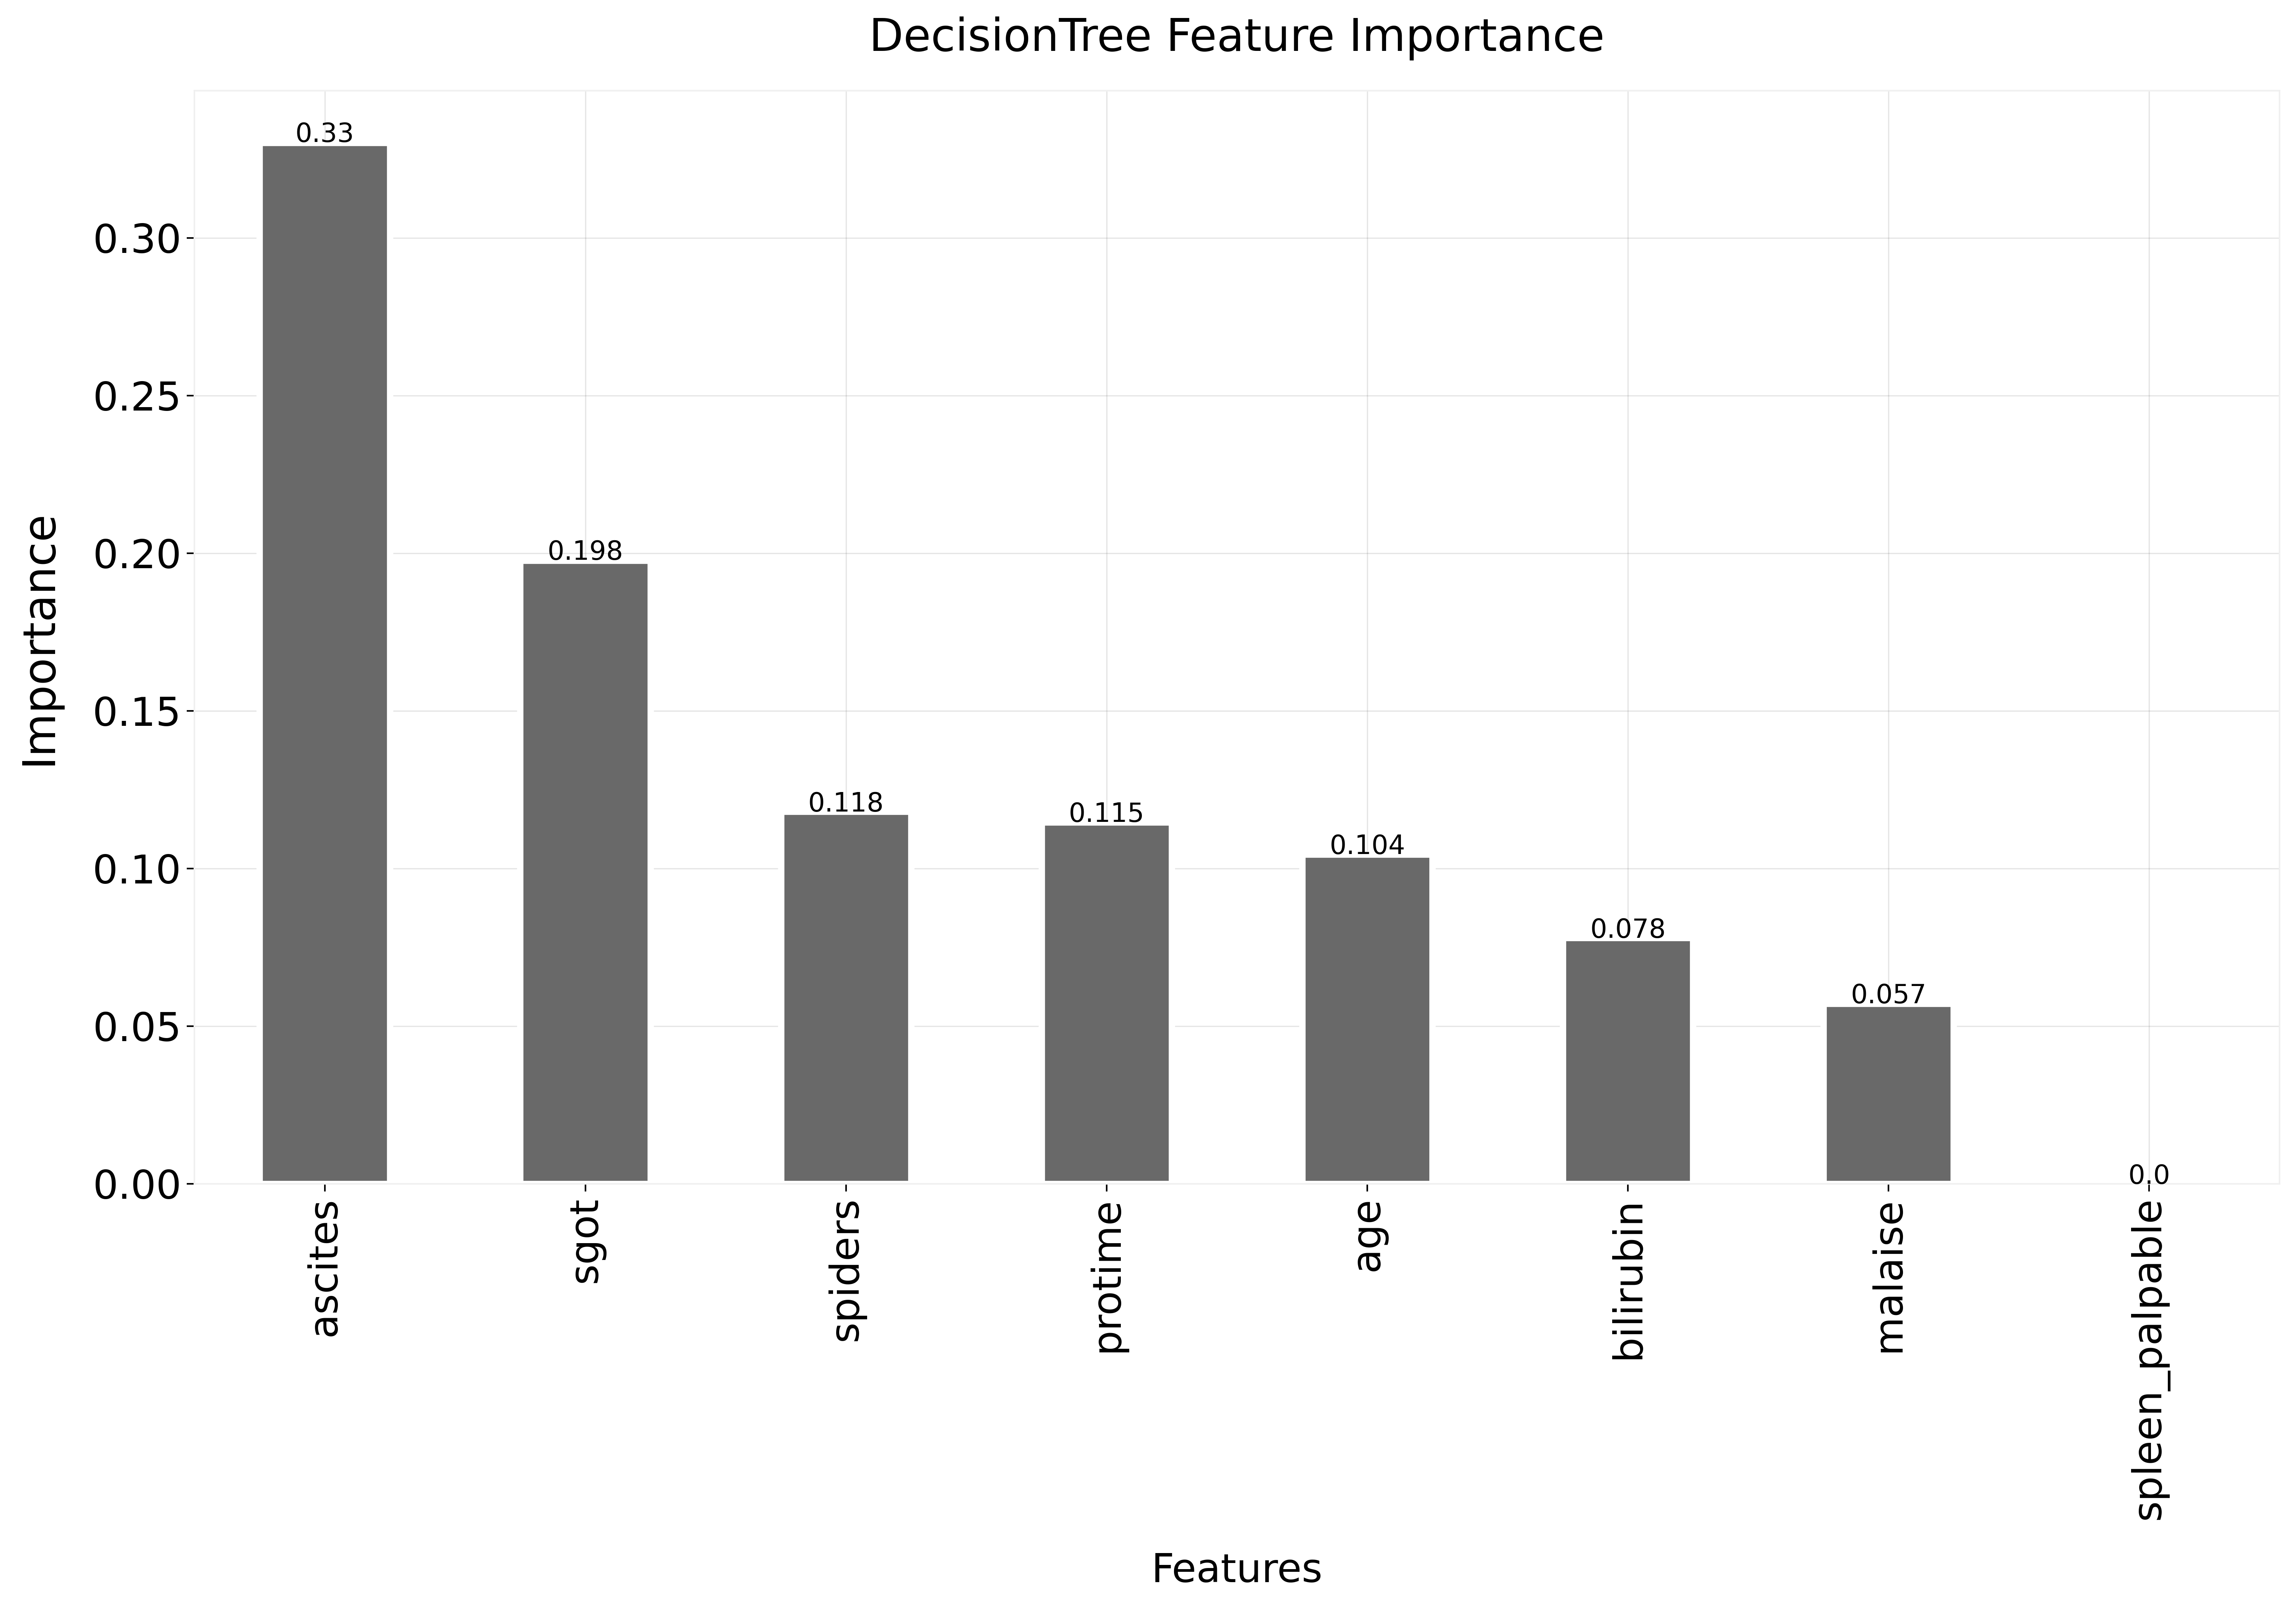 DecisionTree Feature Importance
0.33
0.198
0.118
0.115
0.104
0.078
0.057
0.0
0.30
0.25
0.20
0.15
0.10
0.05
0.00
Importance
ascites
sgot
spiders
protime
age
bilirubin
malaise
spleen_palpable
Features